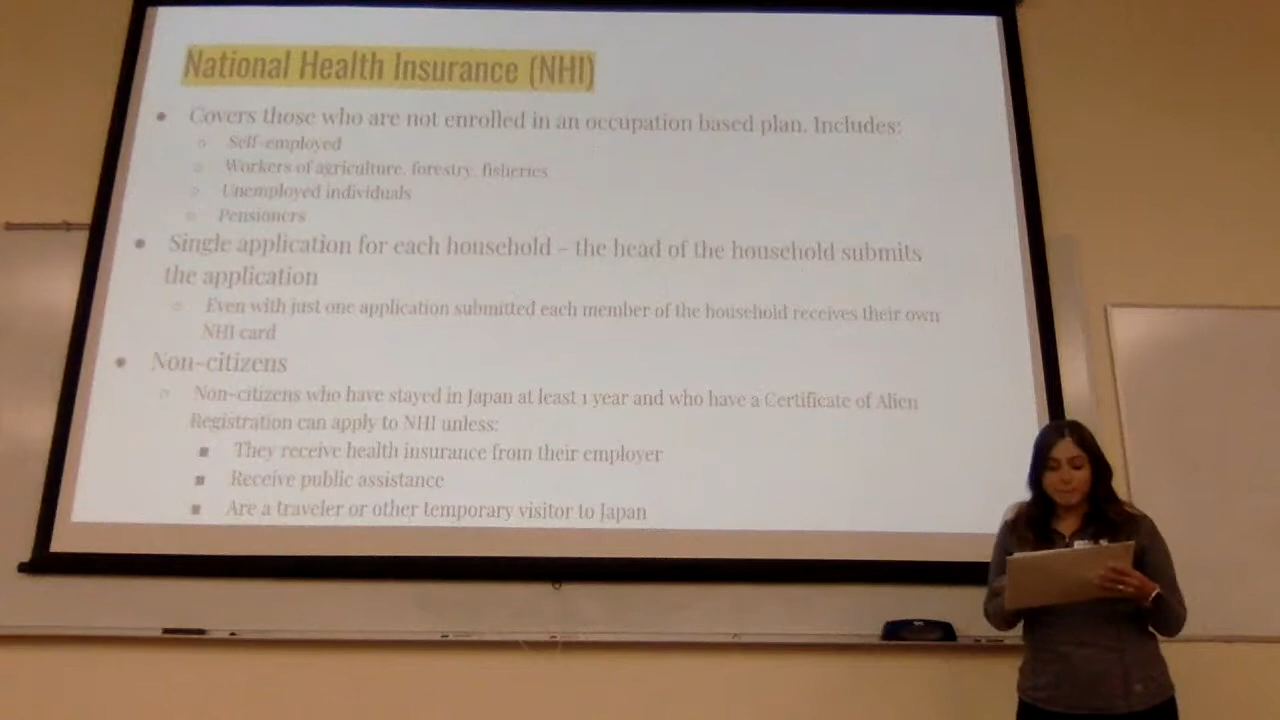 National Health Insurance (NHI)
Covers those who are not enrolled in an occupation based plan. Includes:
Self-employed
Workers of agriculture, forestry, fisheries
Unemployed individuals
Pensioners
Single application for each household – the head of the household submits
the application
Even with just one application submitted each member of the household receives their own
NHI card
Non-citizens
Non-citizens who have stayed in Japan at least 1 year and who have a Certificate of Alien
Registration can apply to NHI unless:
They receive health insurance from their employer
Receive public assistance
Are a traveler or other temporary visitor to Japan